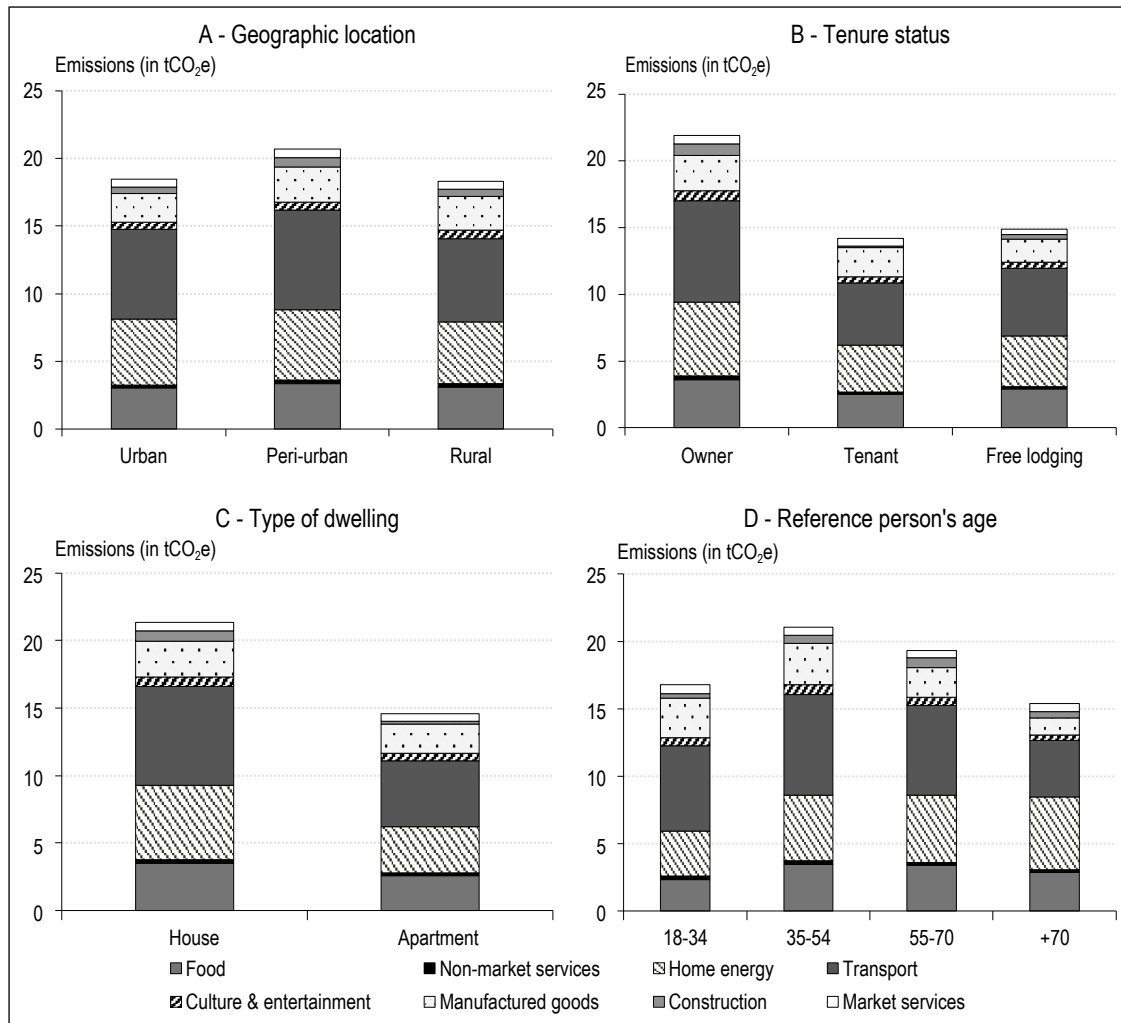 A - Geographic location
Emissions (in tCO₂e)
25
20
15
10
5
0
Urban
Peri-urban
Rural
B - Tenure status
Emissions (in tCO₂e)
25
20
15
10
5
0
Owner
Tenant
Free lodging
C - Type of dwelling
Emissions (in tCO₂e)
25
20
15
10
5
0
House
Apartment
D - Reference person's age
Emissions (in tCO₂e)
25
20
15
10
5
0
18-34
35-54
55-70
+70
Food
Non-market services
Home energy
Transport
Culture & entertainment
Manufactured goods
Construction
Market services